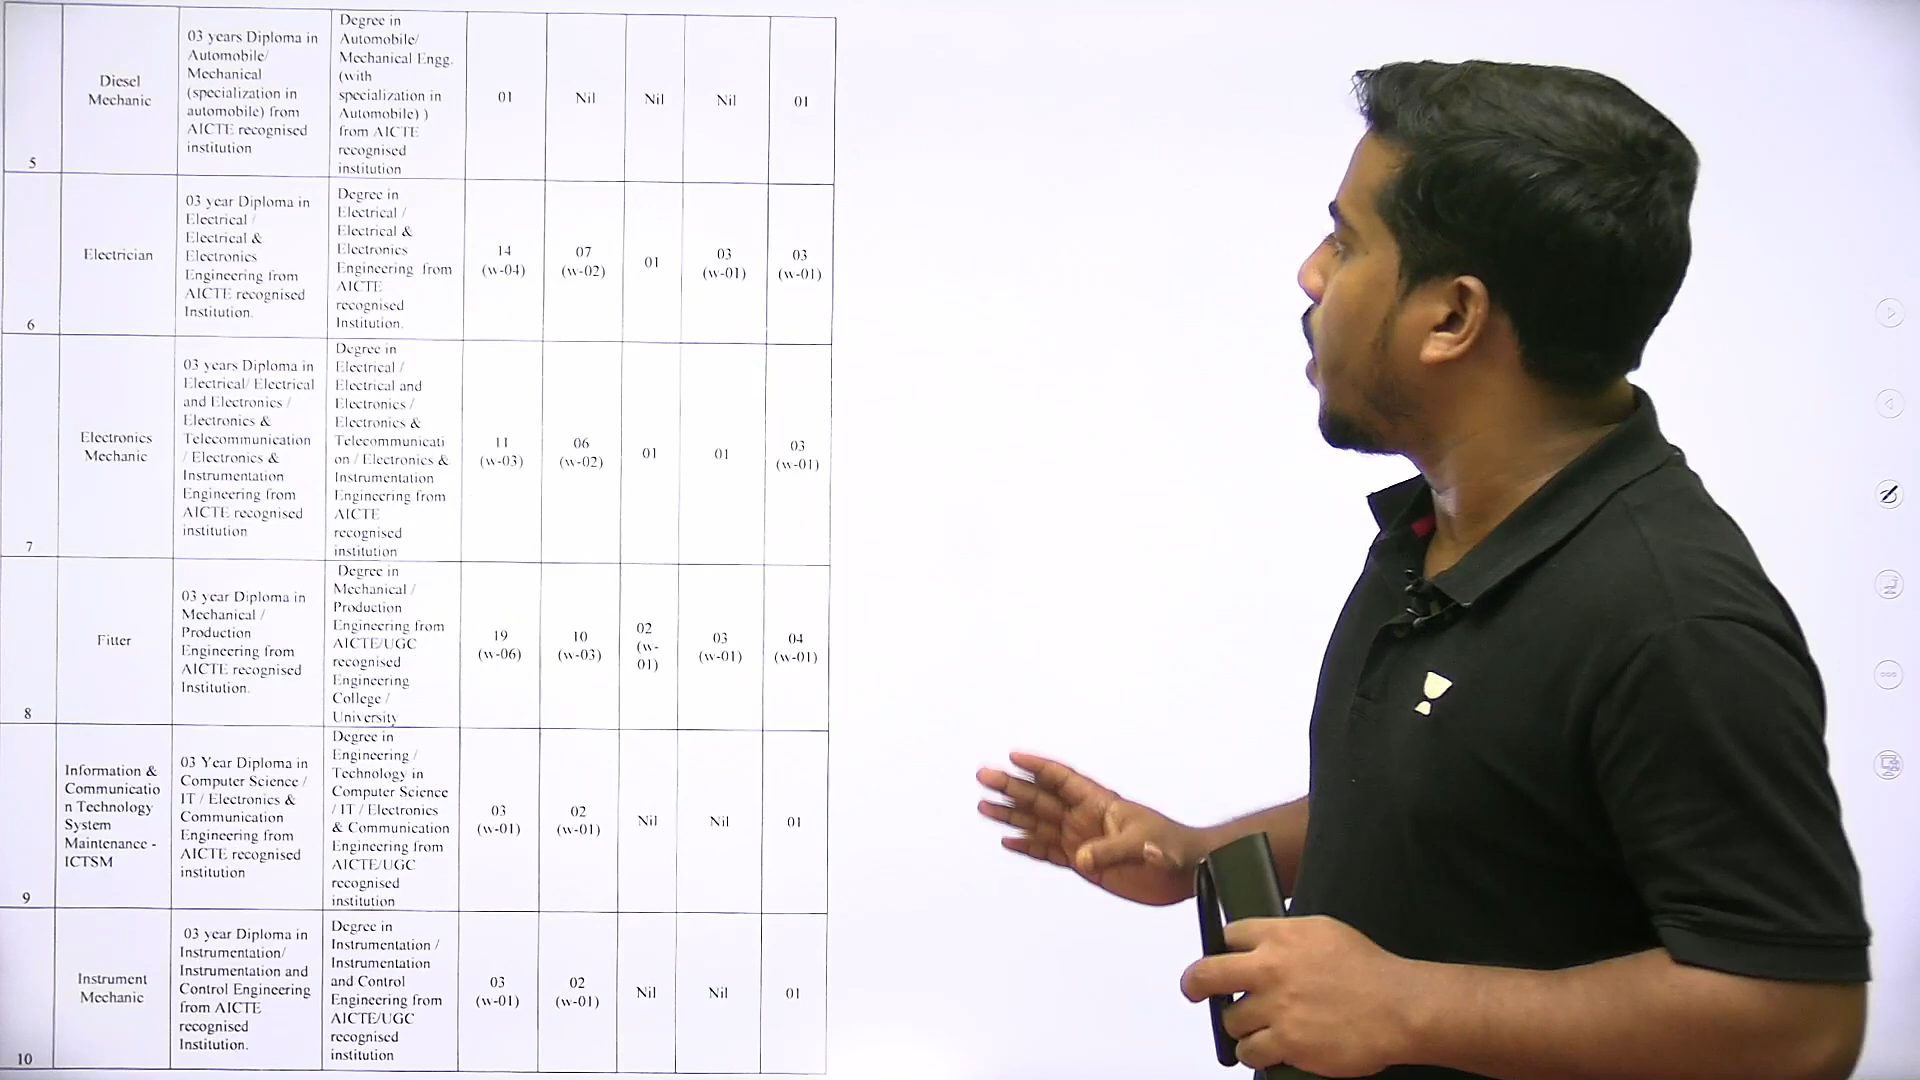 5
Diesel
Mechanic
03 years Diploma in
Automobile/
Mechanical
(specialization in
automobile) from
AICTE recognised
institution
Degree in
Automobile/
Mechanical Engg.
(with
specialization in
Automobile) )
from AICTE
recognised
institution
01
Nil
Nil
Nil
01
6
Electrician
03 year Diploma in
Electrical /
Electrical &
Electronics
Engineering from
AICTE recognised
Institution.
Degree in
Electrical /
Electrical &
Electronics
Engineering from
AICTE
recognised
Institution.
14
(w-04)
07
(w-02)
01
03
(w-01)
03
(w-01)
7
Electronics
Mechanic
03 years Diploma in
Electrical/ Electrical
and Electronics /
Electronics &
Telecommunication
/ Electronics &
Instrumentation
Engineering from
AICTE recognised
institution
Degree in
Electrical /
Electrical and
Electronics /
Electronics &
Telecommunicati
on / Electronics &
Instrumentation
Engineering from
AICTE
recognised
institution
11
(w-03)
06
(w-02)
01
01
03
(w-01)
8
Fitter
03 year Diploma in
Mechanical /
Production
Engineering from
AICTE recognised
Institution.
Degree in
Mechanical /
Production
Engineering from
AICTE/UGC
recognised
Engineering
College /
University
19
(w-06)
10
(w-03)
02
(w-
01)
03
(w-01)
04
(w-01)
9
Information &
Communicatio
n Technology
System
Maintenance -
ICTSM
03 Year Diploma in
Computer Science /
IT / Electronics &
Communication
Engineering from
AICTE recognised
institution
Degree in
Engineering /
Technology in
Computer Science
/ IT / Electronics
& Communication
Engineering from
AICTE/UGC
recognised
institution
03
(w-01)
02
(w-01)
Nil
Nil
01
10
Instrument
Mechanic
03 year Diploma in
Instrumentation/
Instrumentation and
Control Engineering
from AICTE
recognised
Institution.
Degree in
Instrumentation /
Instrumentation
and Control
Engineering from
AICTE/UGC
recognised
institution
03
(w-01)
02
(w-01)
Nil
Nil
01